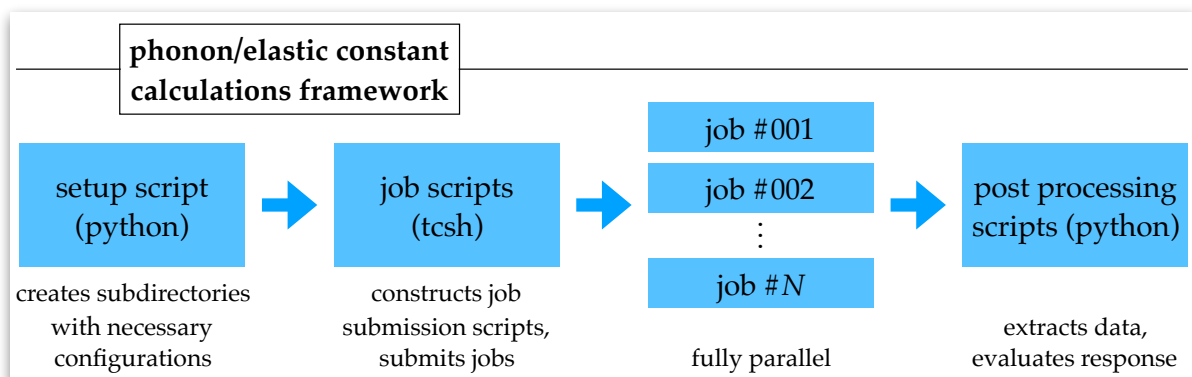 phonon/elastic constant
calculations framework
setup script
(python)
creates subdirectories
with necessary
configurations
job scripts
(tcsh)
constructs job
submission scripts,
submits jobs
job #001
job #002
⋮
job #N
fully parallel
post processing
scripts (python)
extracts data,
evaluates response